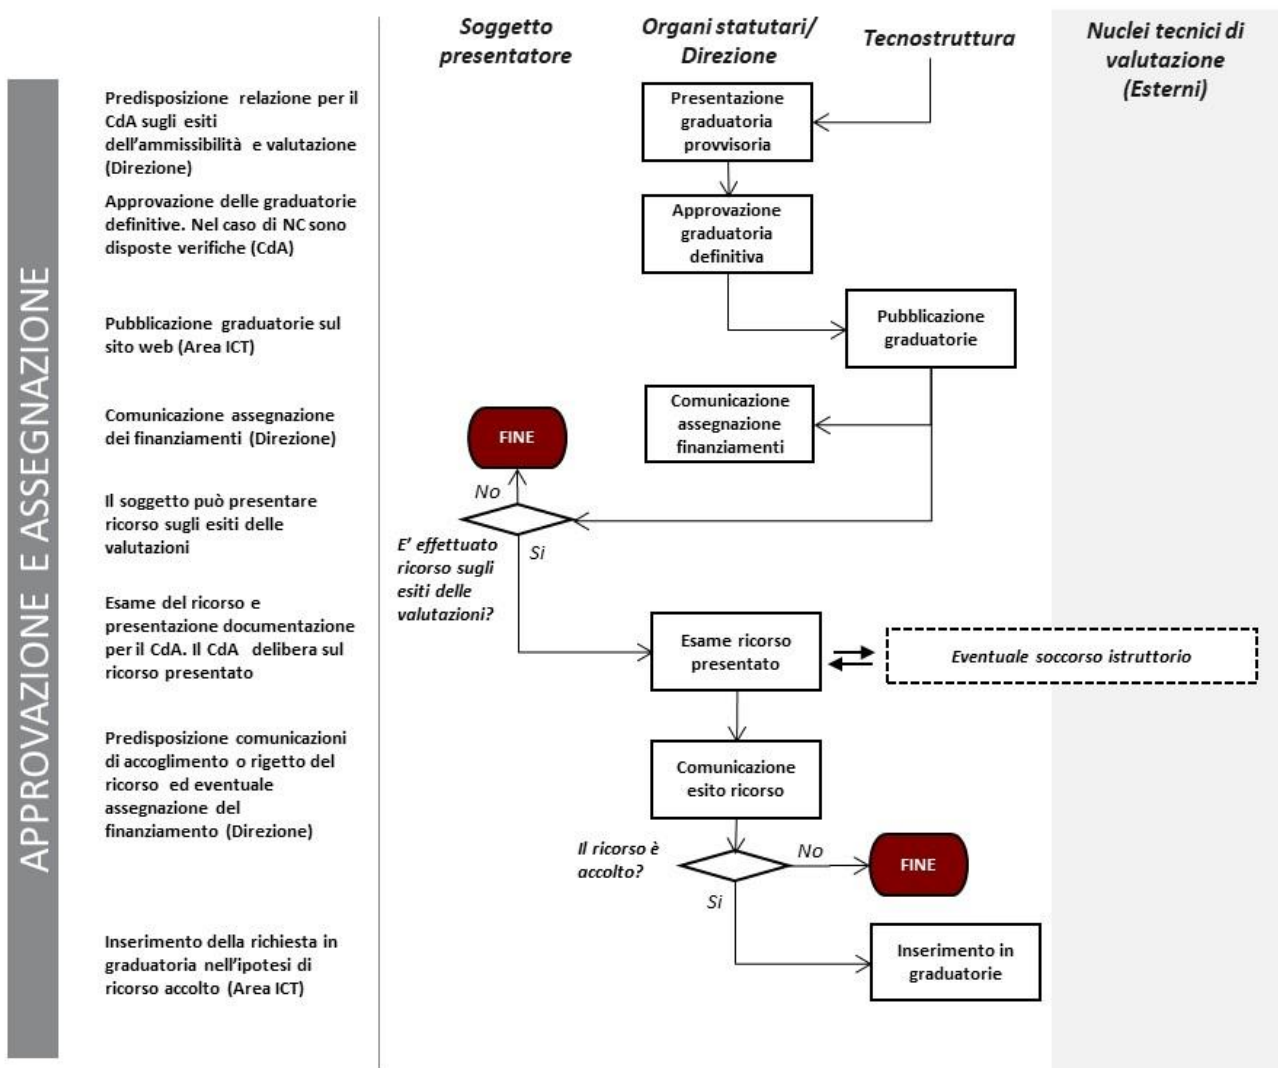 APPROVAZIONE E ASSEGNAZIONE
Soggetto
presentatore
Organi statutari/
Direzione
Tecnostruttura
Nuclei tecnici di
valutazione
(Esterni)
Predisposizione relazione per il
CdA sugli esiti
dell'ammissibilità e valutazione
(Direzione)
Presentazione
graduatoria
provvisoria
Approvazione delle graduatorie
definitive. Nel caso di NC sono
disposte verifiche (CdA)
Approvazione
graduatoria
definitiva
Pubblicazione graduatorie sul
sito web (Area ICT)
Pubblicazione
graduatorie
Comunicazione assegnazione
dei finanziamenti (Direzione)
Comunicazione
assegnazione
finanziamenti
FINE
No
Il soggetto può presentare
ricorso sugli esiti delle
valutazioni
E' effettuato
ricorso sugli
esiti delle
valutazioni?
Si
Esame del ricorso e
presentazione documentazione
per il CdA. Il CdA delibera sul
ricorso presentato
Esame ricorso
presentato
Eventuale soccorso istruttorio
Predisposizione comunicazioni
di accoglimento o rigetto del
ricorso ed eventuale
assegnazione del
finanziamento (Direzione)
Comunicazione
esito ricorso
Il ricorso è
accolto?
No
FINE
Si
Inserimento della richiesta in
graduatoria nell'ipotesi di
ricorso accolto (Area ICT)
Inserimento in
graduatorie